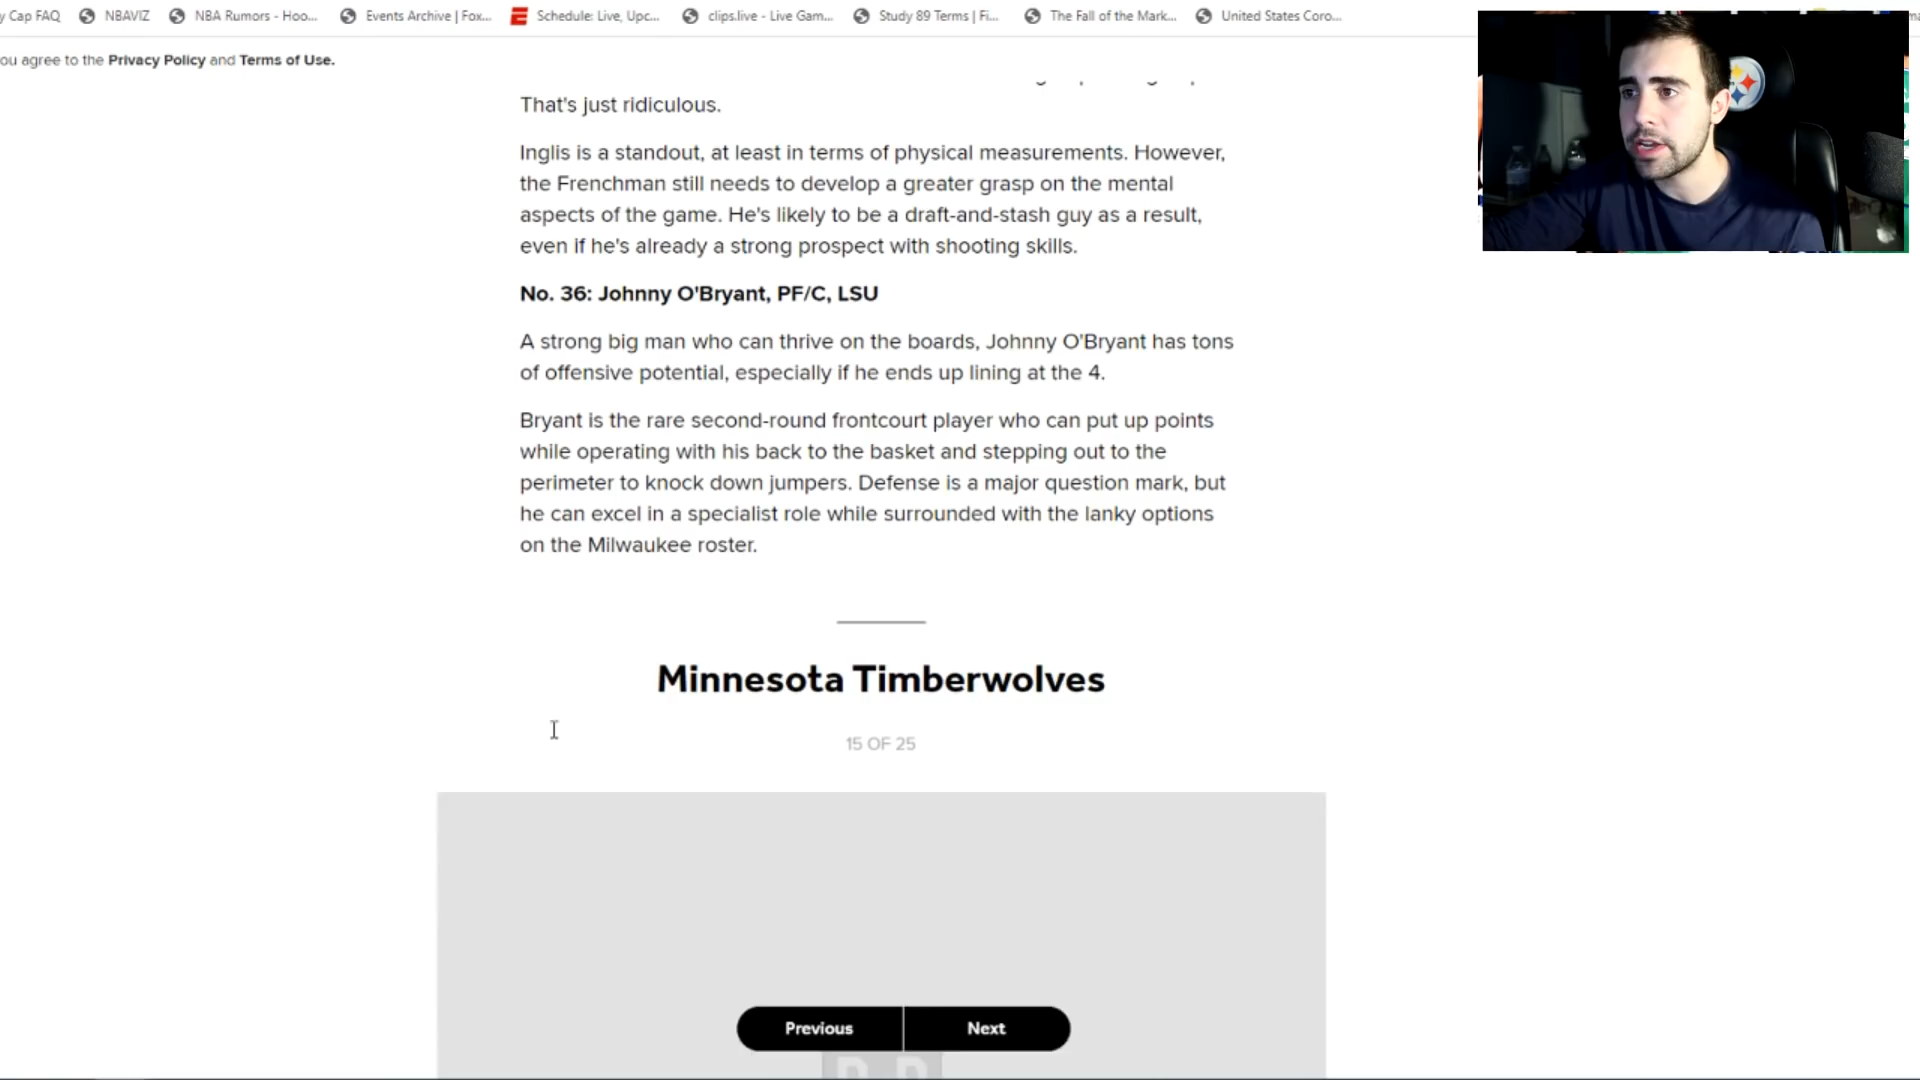 y Cap FAQ NBAVIZ NBA Rumors - Hoo... Events Archive | Fox... Schedule: Live, Upc... clips.live - Live Gam... Study 89 Terms | Fi... The Fall of the Mark... United States Coro...
ou agree to the Privacy Policy and Terms of Use.
That's just ridiculous.
Inglis is a standout, at least in terms of physical measurements. However,
the Frenchman still needs to develop a greater grasp on the mental
aspects of the game. He's likely to be a draft-and-stash guy as a result,
even if he's already a strong prospect with shooting skills.
No. 36: Johnny O'Bryant, PF/C, LSU
A strong big man who can thrive on the boards, Johnny O'Bryant has tons
of offensive potential, especially if he ends up lining at the 4.
Bryant is the rare second-round frontcourt player who can put up points
while operating with his back to the basket and stepping out to the
perimeter to knock down jumpers. Defense is a major question mark, but
he can excel in a specialist role while surrounded with the lanky options
on the Milwaukee roster.
Minnesota Timberwolves
15 OF 25
Previous Next